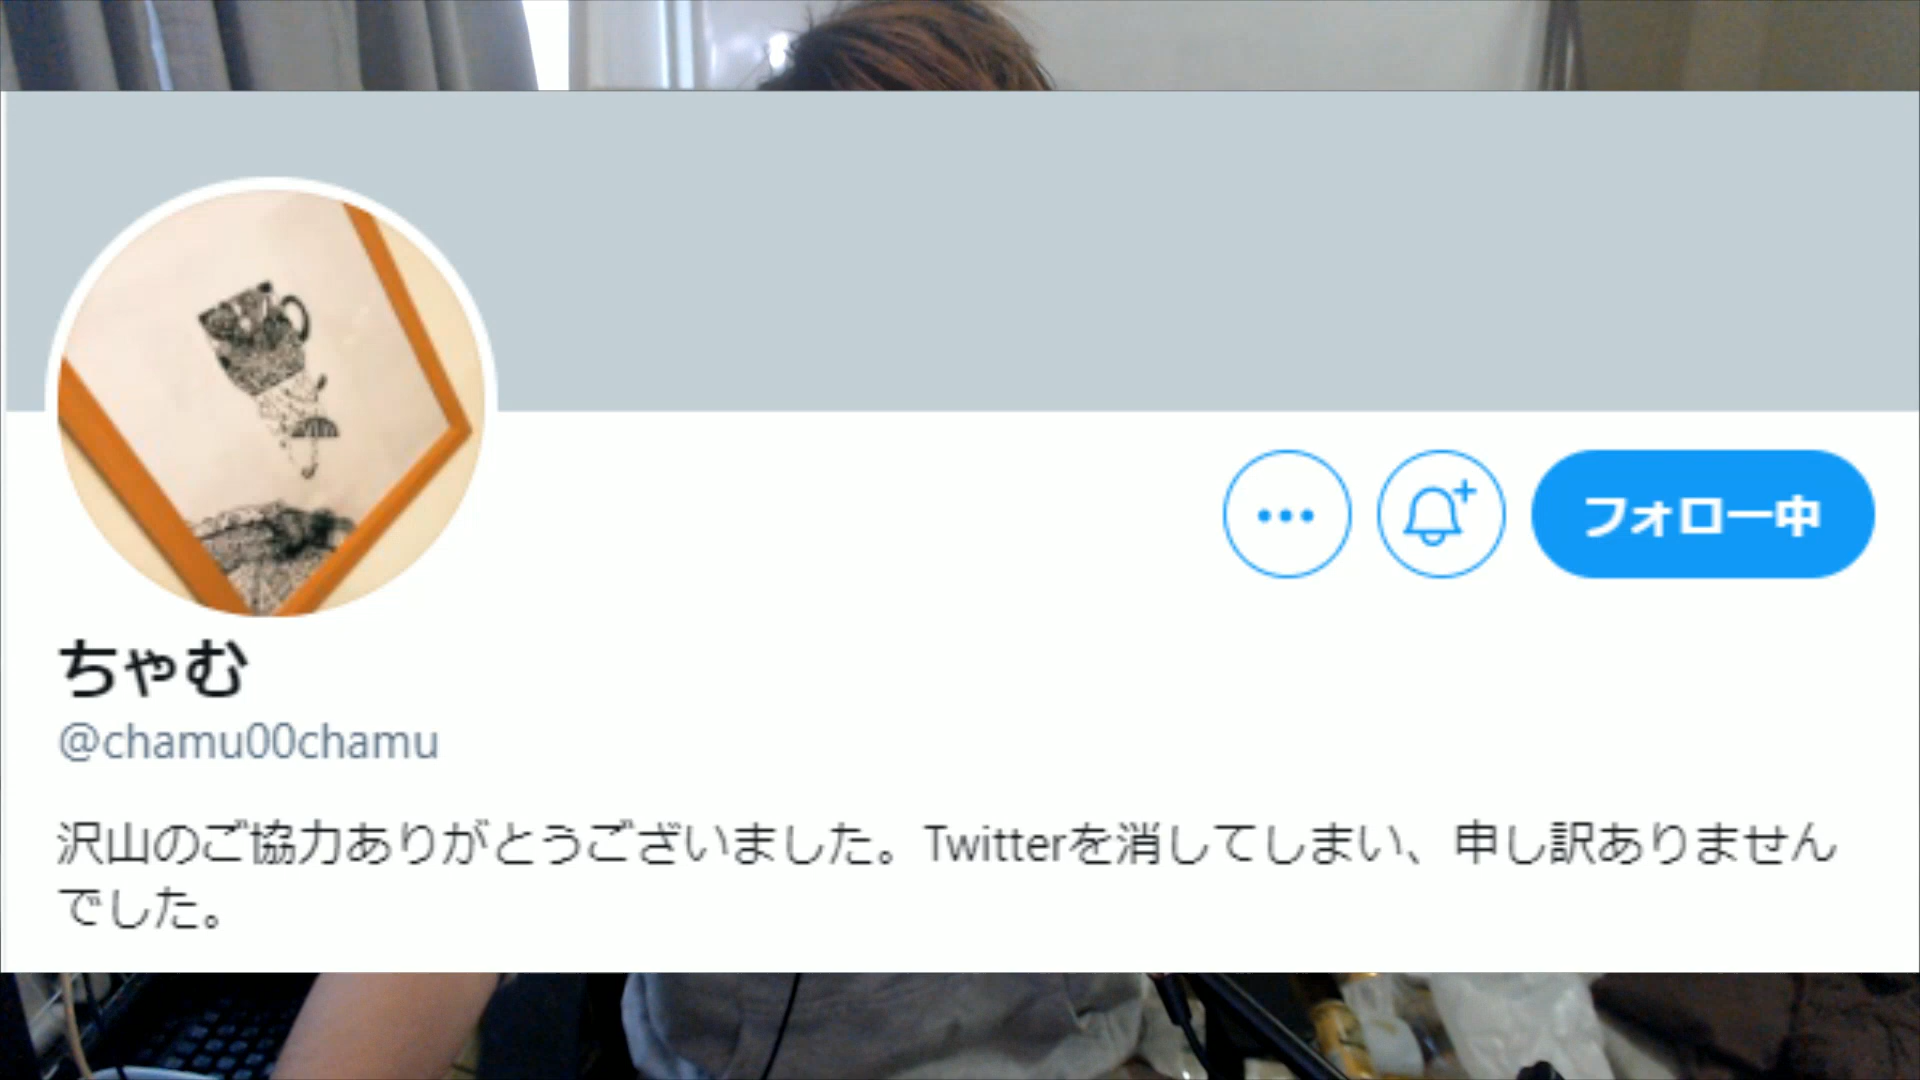 フォロー中
ちゃむ
@chamu00chamu
沢山のご協力ありがとうございました。Twitterを消してしまい、申し訳ありません
でした。